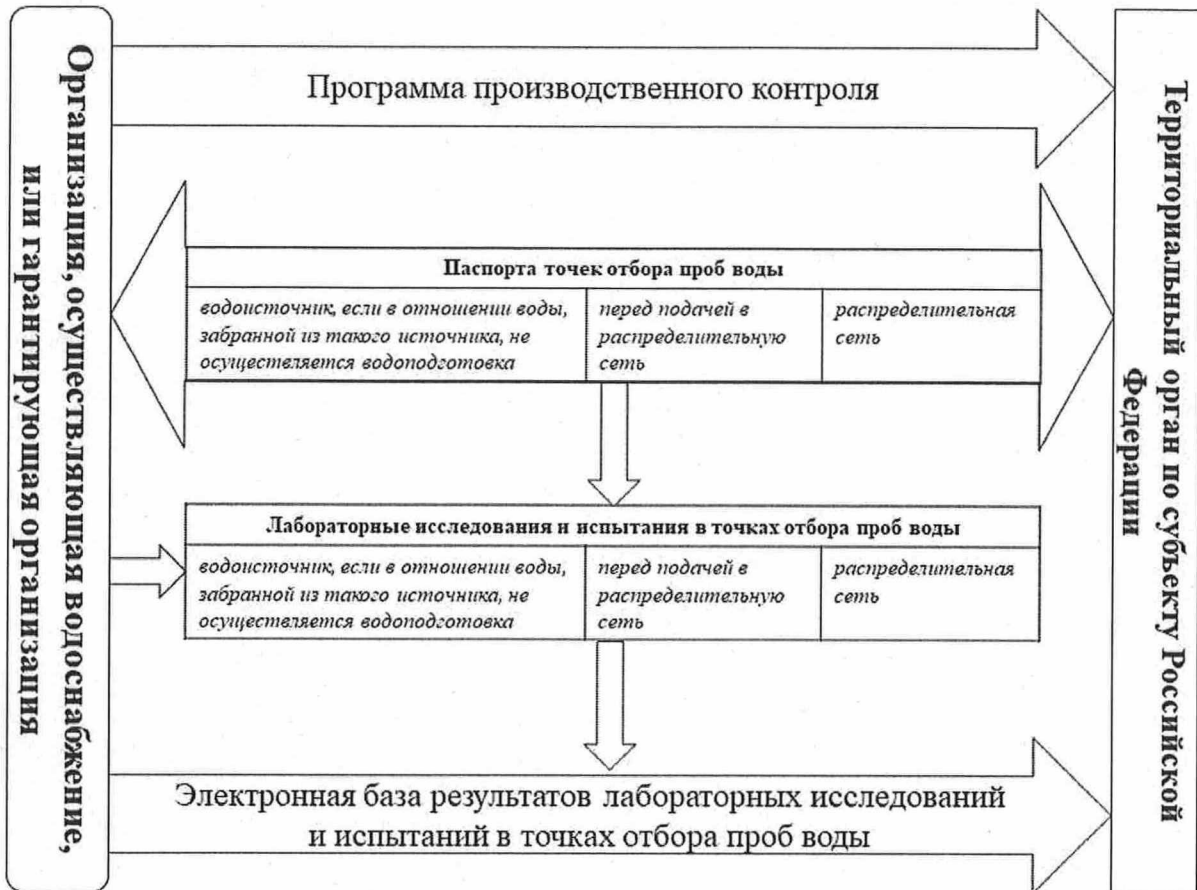 Организация, осуществляющая водоснабжение,
или гарантирующая организация
Программа производственного контроля
Паспорта точек отбора проб воды
водоисточник, если в отношении воды,
забранной из такого источника, не
осуществляется водоподготовка
перед подачей в
распределительную
сеть
распределительная
сеть
Лабораторные исследования и испытания в точках отбора проб воды
водоисточник, если в отношении воды,
забранной из такого источника, не
осуществляется водоподготовка
перед подачей в
распределительную
сеть
распределительная
сеть
Электронная база результатов лабораторных исследований
и испытаний в точках отбора проб воды
Территориальный орган по субъекту Российской
Федерации